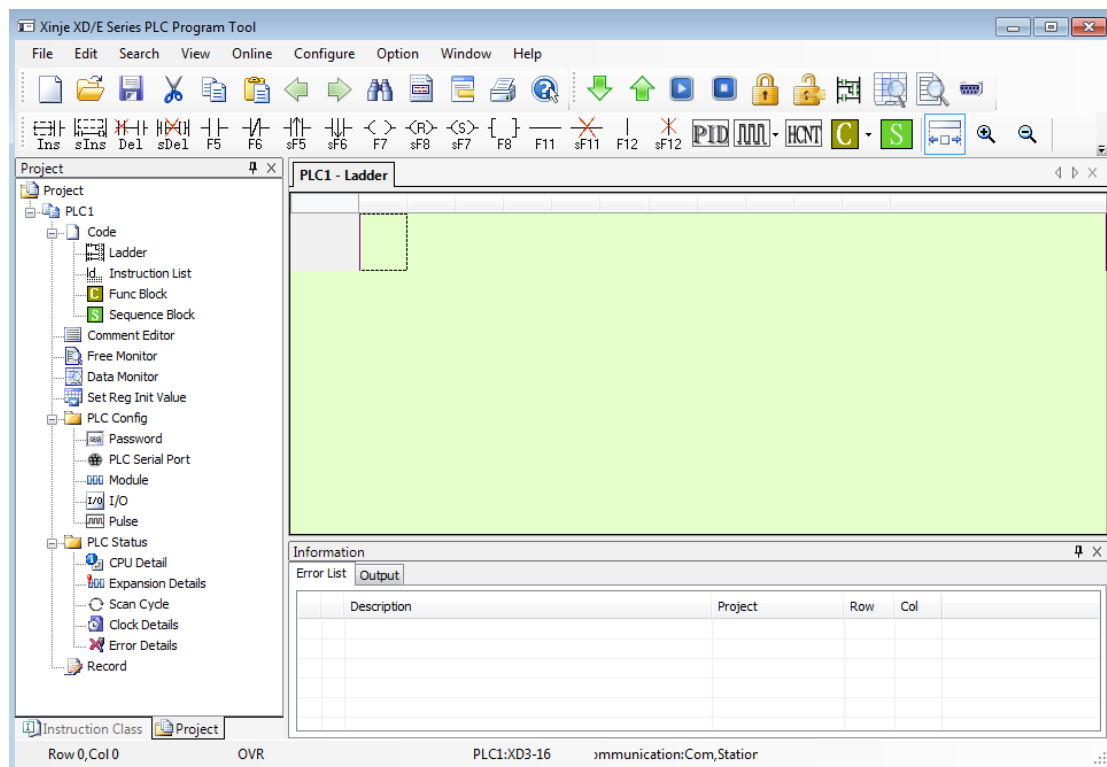 Xinje XD/E Series PLC Program Tool
File Edit Search View Online Configure Option Window Help
Ins sIns Del sDel F5 F6 sF5 sF6 F7 sF8 sF7 F8 F11 sF11 F12 sF12 PID HCNT C S
Project
PLC1 - Ladder
Project
PLC1
Code
Ladder
Instruction List
C Func Block
S Sequence Block
Comment Editor
Free Monitor
Data Monitor
Set Reg Init Value
PLC Config
Password
PLC Serial Port
Module
I/O I/O
Pulse
PLC Status
CPU Detail
Expansion Details
Scan Cycle
Clock Details
Error Details
Record
Information
Error List Output
Description Project Row Col
Instruction Class Project
Row 0,Col 0 OVR PLC1:XD3-16 ommunication:Com,Station